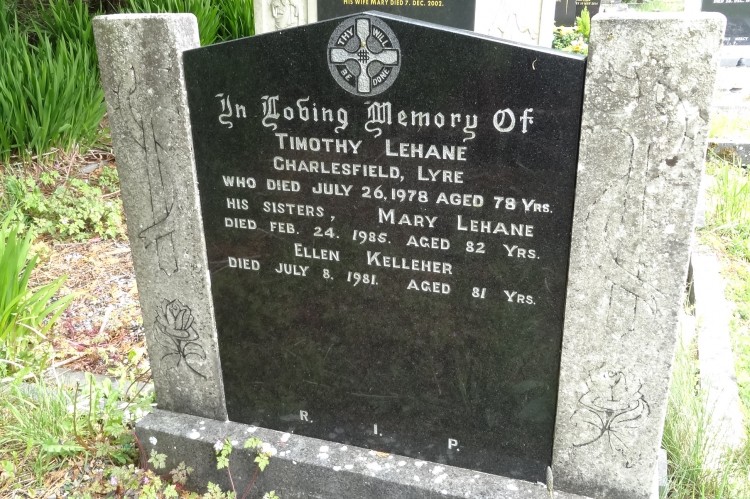 HIS WIFE MARY DIED 7 DEC. 2002.
THY WILL
BE DONE
In Loving Memory Of
TIMOTHY LEHANE
CHARLESFIELD, LYRE
WHO DIED JULY 26, 1978 AGED 78 YRS.
HIS SISTERS, MARY LEHANE
DIED FEB. 24. 1985. AGED 82 YRS.
ELLEN KELLEHER
DIED JULY 8, 1981. AGED 81 YRS.
R. I. P.